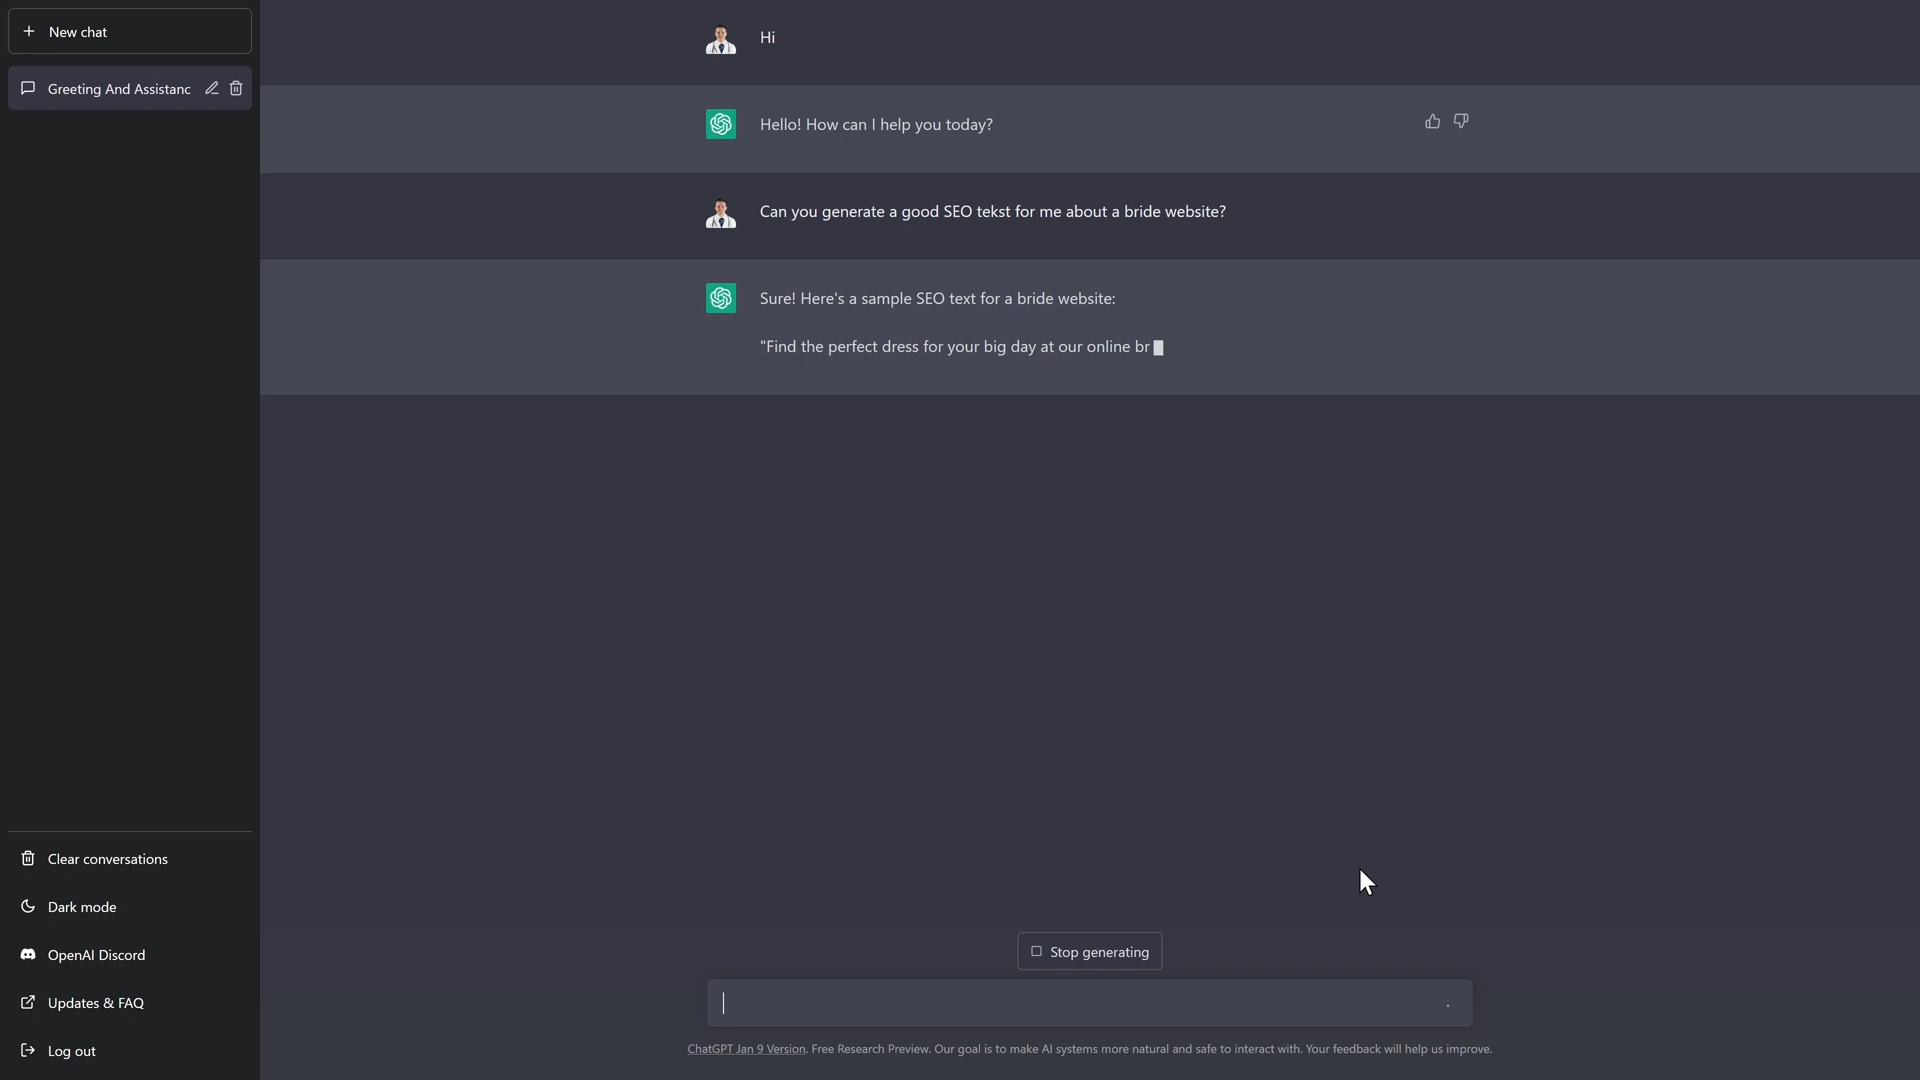 New chat
Greeting And Assistanc
Hi
Hello! How can I help you today?
Can you generate a good SEO tekst for me about a bride website?
Sure! Here's a sample SEO text for a bride website:
"Find the perfect dress for your big day at our online br
Clear conversations
Dark mode
OpenAI Discord
Updates & FAQ
Log out
Stop generating
ChatGPT Jan 9 Version. Free Research Preview. Our goal is to make AI systems more natural and safe to interact with. Your feedback will help us improve.